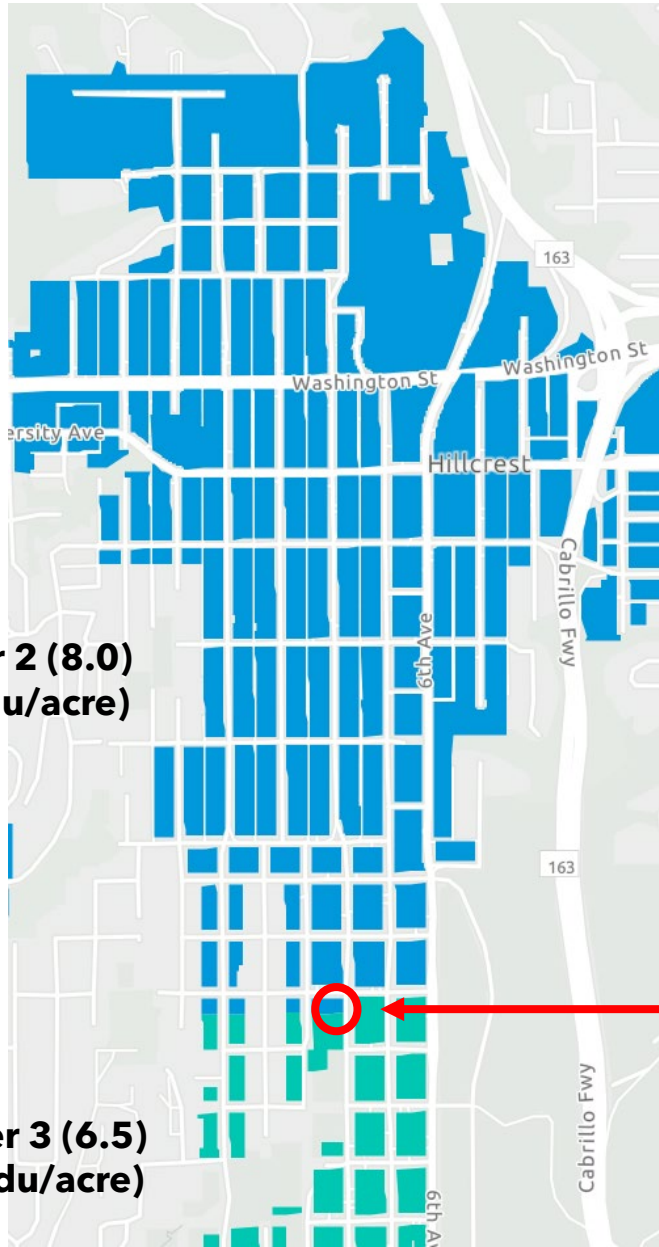 163
Washington St
Washington St
ersity Ave
Hillcrest
Cabrillo Fwy
6th Ave
r 2 (8.0)
u/acre)
163
er 3 (6.5)
du/acre)
Cabrillo Fwy
6th Av